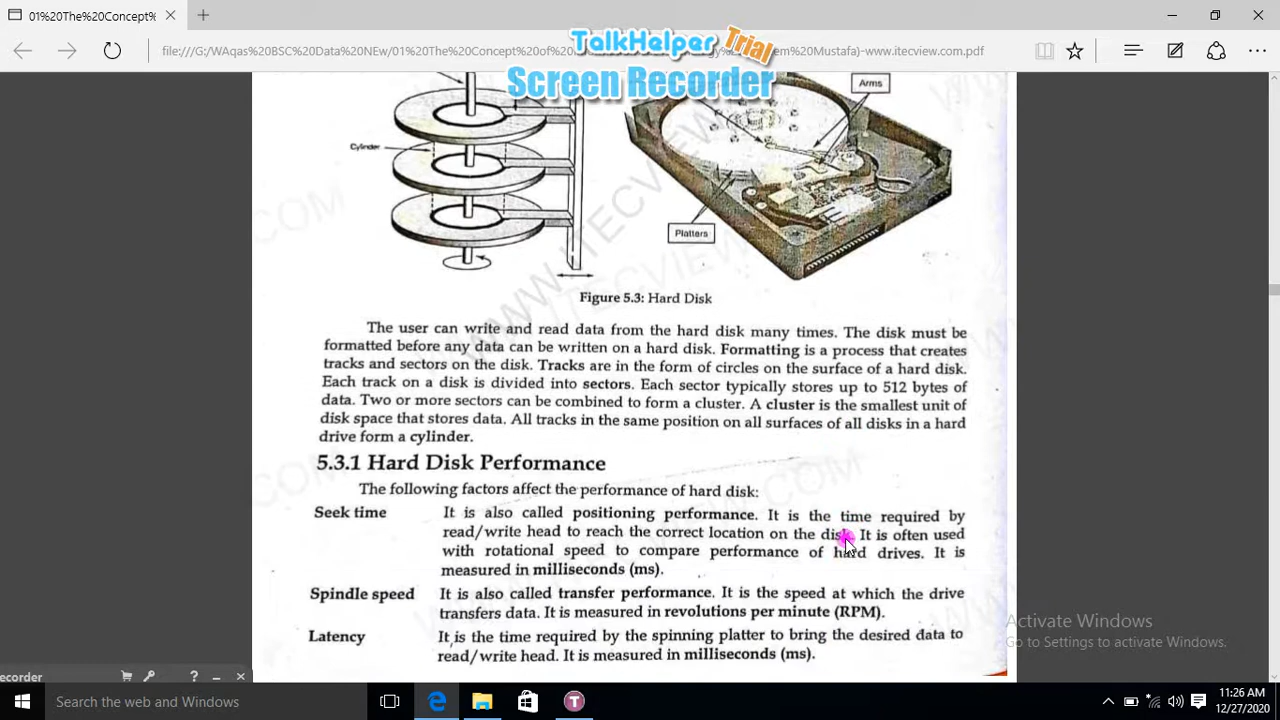 01%20The%20Concept%
TalkHelper Trial
Screen Recorder
file:///G:/WAqas%20BSC%20Data%20NEw/01%20The%20Concept%20of%
em%20Mustafa)-www.itecview.com.pdf
Arms
Cylinder
Platters
WWW.ITECVIEW.COM
Figure 5.3: Hard Disk
The user can write and read data from the hard disk many times. The disk must be
formatted before any data can be written on a hard disk. Formatting is a process that creates
tracks and sectors on the disk. Tracks are in the form of circles on the surface of a hard disk.
Each track on a disk is divided into sectors. Each sector typically stores up to 512 bytes of
data. Two or more sectors can be combined to form a cluster. A cluster is the smallest unit of
disk space that stores data. All tracks in the same position on all surfaces of all disks in a hard
drive form a cylinder.
5.3.1 Hard Disk Performance
The following factors affect the performance of hard disk:
Seek time It is also called positioning performance. It is the time required by
read/write head to reach the correct location on the disk. It is often used
with rotational speed to compare performance of hard drives. It is
measured in milliseconds (ms).
Spindle speed It is also called transfer performance. It is the speed at which the drive
transfers data. It is measured in revolutions per minute (RPM).
Latency It is the time required by the spinning platter to bring the desired data to
read/write head. It is measured in milliseconds (ms).
Activate Windows
Go to Settings to activate Windows.
ecorder
Search the web and Windows
11:26 AM
12/27/2020